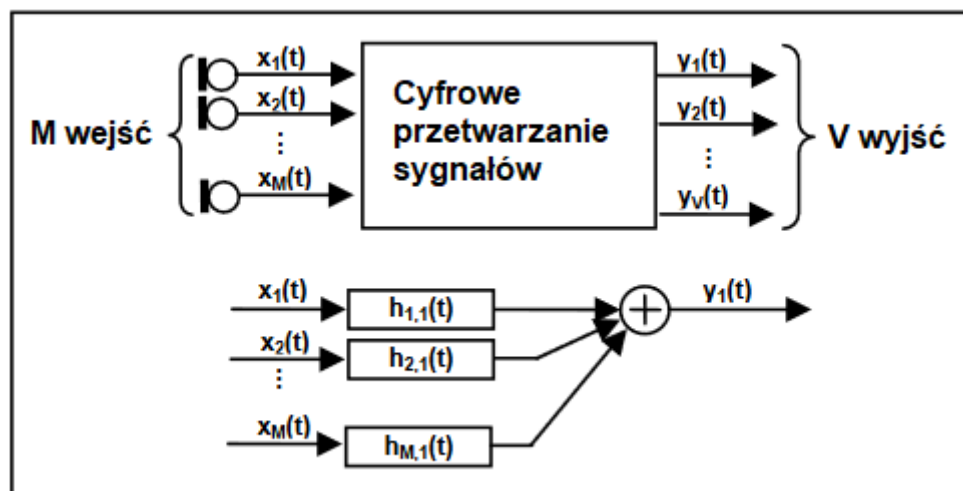 x₁(t)
x₂(t)
⋮
x_M(t)
M wejść
Cyfrowe
przetwarzanie
sygnałów
y₁(t)
y₂(t)
⋮
y_V(t)
V wyjść
x₁(t)
h₁,₁(t)
y₁(t)
x₂(t)
h₂,₁(t)
⋮
x_M(t)
h_M,₁(t)